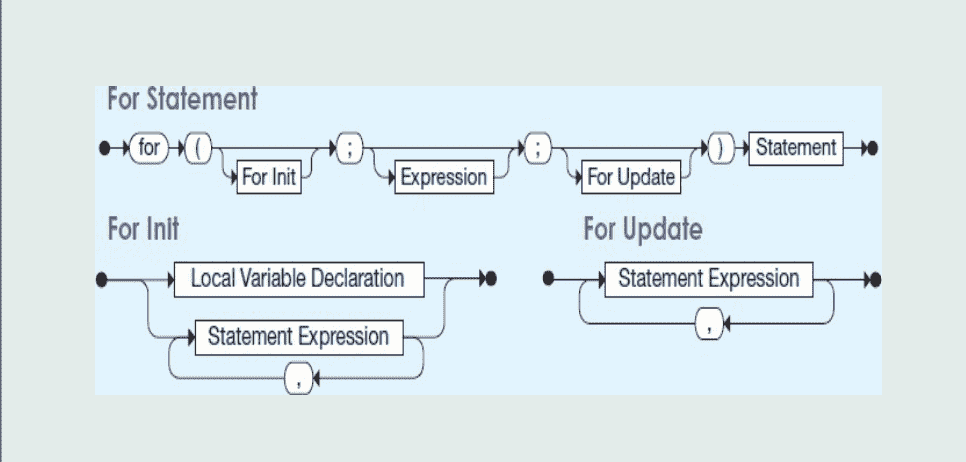 For Statement
for ( ; ; ) Statement
For Init Expression For Update
For Init For Update
Local Variable Declaration Statement Expression
Statement Expression ,
,